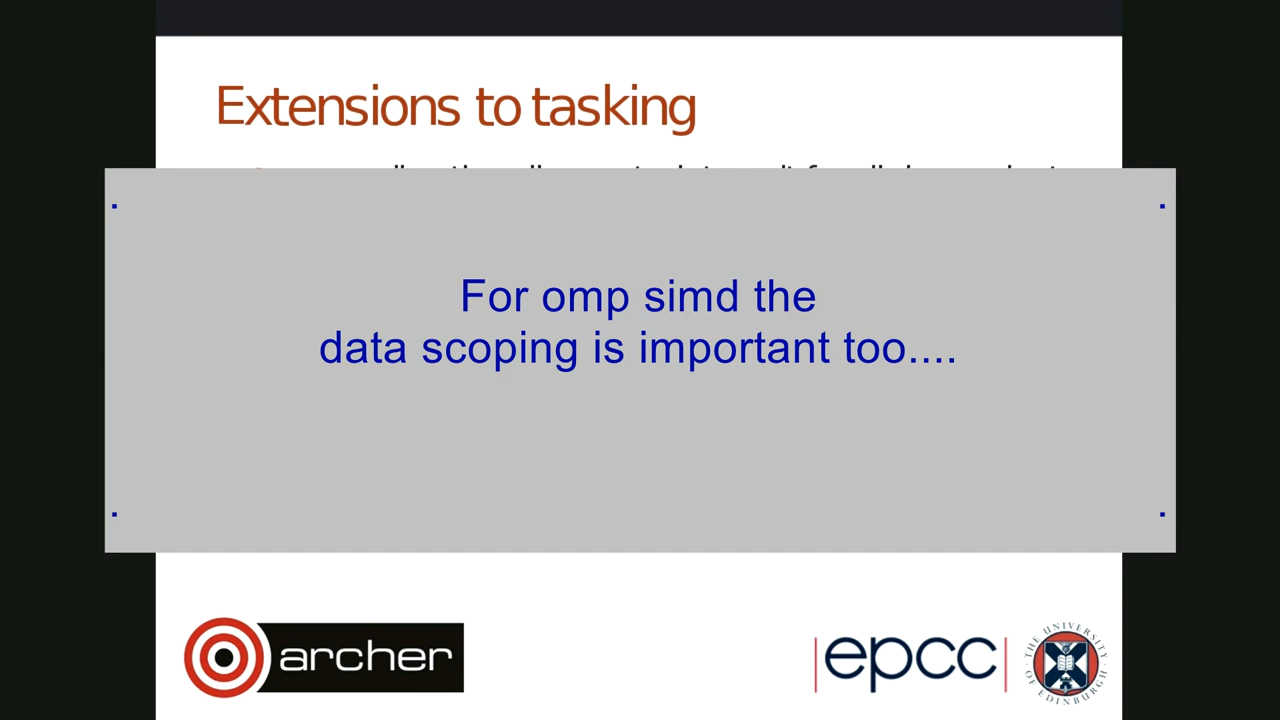 Extensions to tasking
For omp simd the
data scoping is important too....
archer
epcc
THE UNIVERSITY
OF EDINBURGH